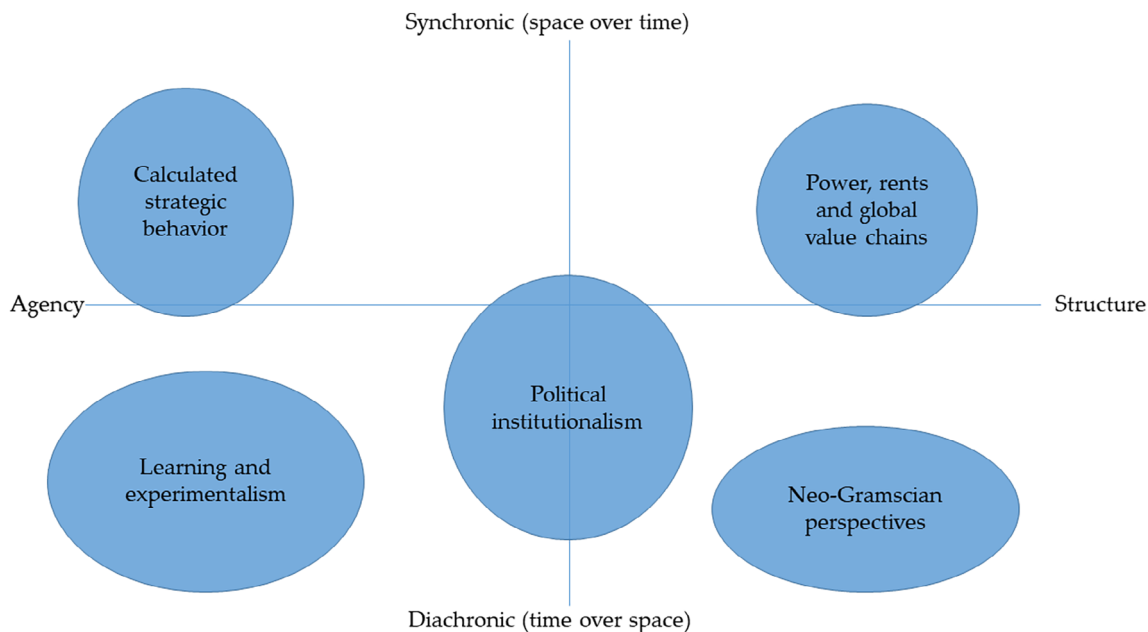 Synchronic (space over time)
Calculated
strategic
behavior
Power, rents
and global
value chains
Agency
Structure
Political
institutionalism
Learning and
experimentalism
Neo-Gramscian
perspectives
Diachronic (time over space)